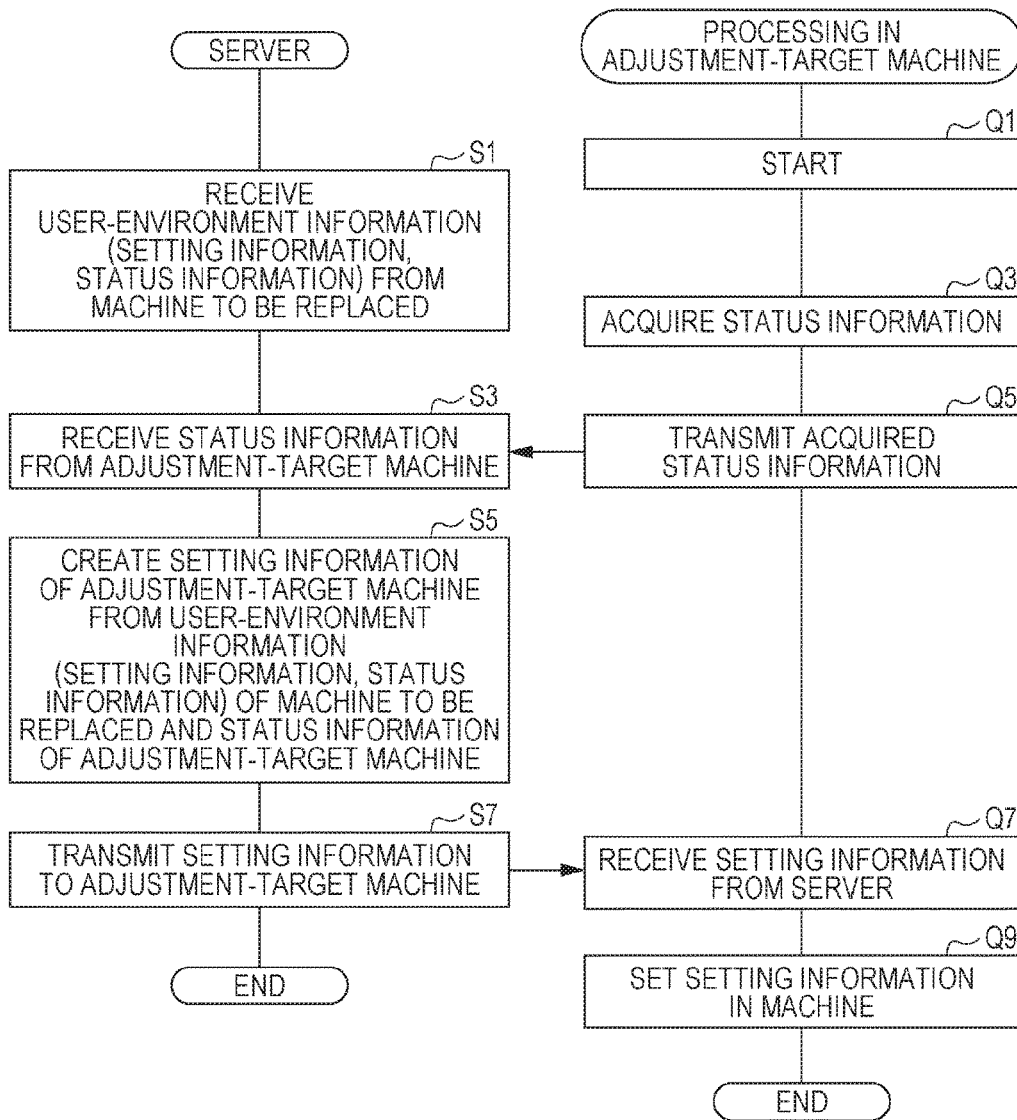 SERVER
S1
RECEIVE
USER-ENVIRONMENT INFORMATION
(SETTING INFORMATION,
STATUS INFORMATION) FROM
MACHINE TO BE REPLACED
S3
RECEIVE STATUS INFORMATION
FROM ADJUSTMENT-TARGET MACHINE
S5
CREATE SETTING INFORMATION
OF ADJUSTMENT-TARGET MACHINE
FROM USER-ENVIRONMENT
INFORMATION
(SETTING INFORMATION, STATUS
INFORMATION) OF MACHINE TO BE
REPLACED AND STATUS INFORMATION
OF ADJUSTMENT-TARGET MACHINE
S7
TRANSMIT SETTING INFORMATION
TO ADJUSTMENT-TARGET MACHINE
END
PROCESSING IN
ADJUSTMENT-TARGET MACHINE
Q1
START
Q3
ACQUIRE STATUS INFORMATION
Q5
TRANSMIT ACQUIRED
STATUS INFORMATION
Q7
RECEIVE SETTING INFORMATION
FROM SERVER
Q9
SET SETTING INFORMATION
IN MACHINE
END